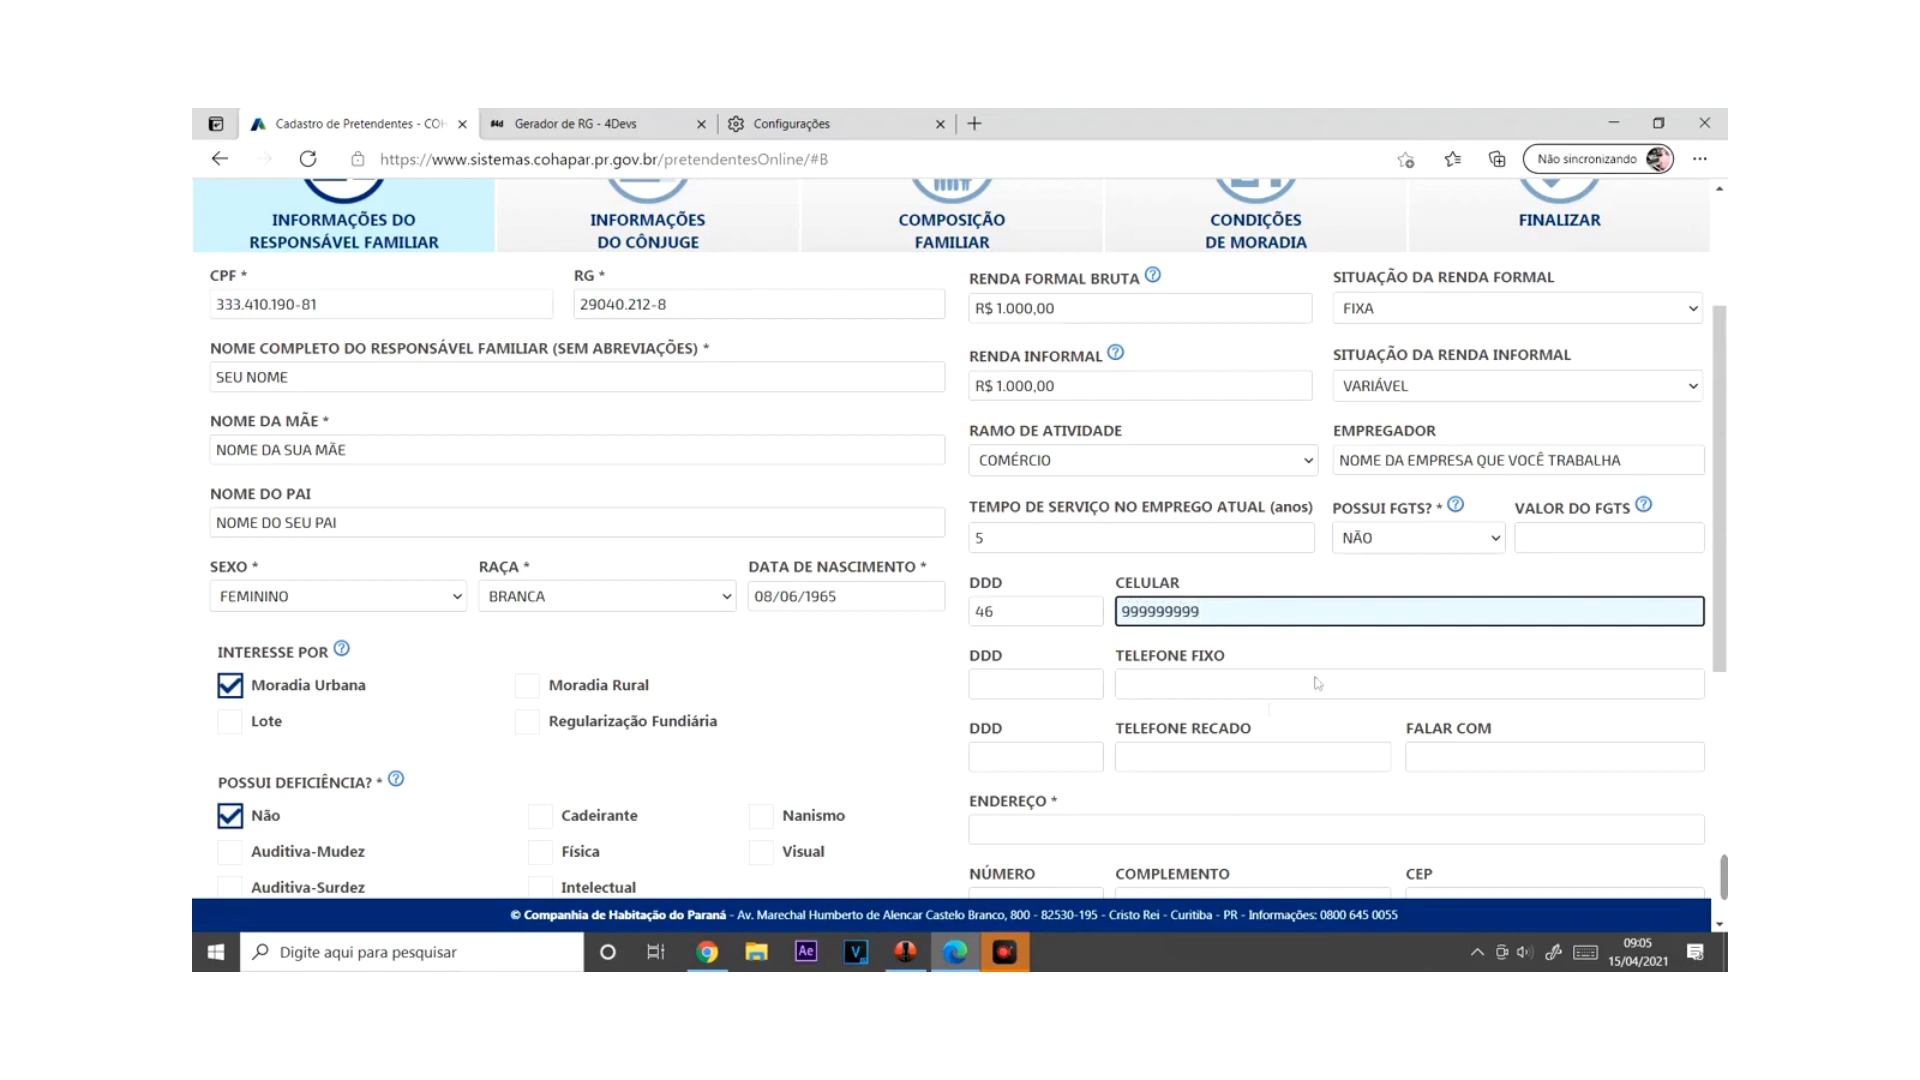 Cadastro de Pretendentes - COH
Gerador de RG - 4Devs
Configurações
https://www.sistemas.cohapar.pr.gov.br/pretendentesOnline/#B
Não sincronizando
INFORMAÇÕES DO
RESPONSÁVEL FAMILIAR
INFORMAÇÕES
DO CÔNJUGE
COMPOSIÇÃO
FAMILIAR
CONDIÇÕES
DE MORADIA
FINALIZAR
CPF *
RG *
333.410.190-81
29040.212-8
NOME COMPLETO DO RESPONSÁVEL FAMILIAR (SEM ABREVIAÇÕES) *
SEU NOME
NOME DA MÃE *
NOME DA SUA MÃE
NOME DO PAI
NOME DO SEU PAI
SEXO *
RAÇA *
DATA DE NASCIMENTO *
FEMININO
BRANCA
08/06/1965
INTERESSE POR
Moradia Urbana
Moradia Rural
Lote
Regularização Fundiária
POSSUI DEFICIÊNCIA? *
Não
Cadeirante
Nanismo
Auditiva-Mudez
Física
Visual
Auditiva-Surdez
Intelectual
RENDA FORMAL BRUTA
SITUAÇÃO DA RENDA FORMAL
R$ 1.000,00
FIXA
RENDA INFORMAL
SITUAÇÃO DA RENDA INFORMAL
R$ 1.000,00
VARIÁVEL
RAMO DE ATIVIDADE
EMPREGADOR
COMÉRCIO
NOME DA EMPRESA QUE VOCÊ TRABALHA
TEMPO DE SERVIÇO NO EMPREGO ATUAL (anos)
POSSUI FGTS? *
VALOR DO FGTS
5
NÃO
DDD
CELULAR
46
999999999
DDD
TELEFONE FIXO
DDD
TELEFONE RECADO
FALAR COM
ENDEREÇO *
NÚMERO
COMPLEMENTO
CEP
© Companhia de Habitação do Paraná - Av. Marechal Humberto de Alencar Castelo Branco, 800 - 82530-195 - Cristo Rei - Curitiba - PR - Informações: 0800 645 0055
Digite aqui para pesquisar
Ae
V
09:05
15/04/2021